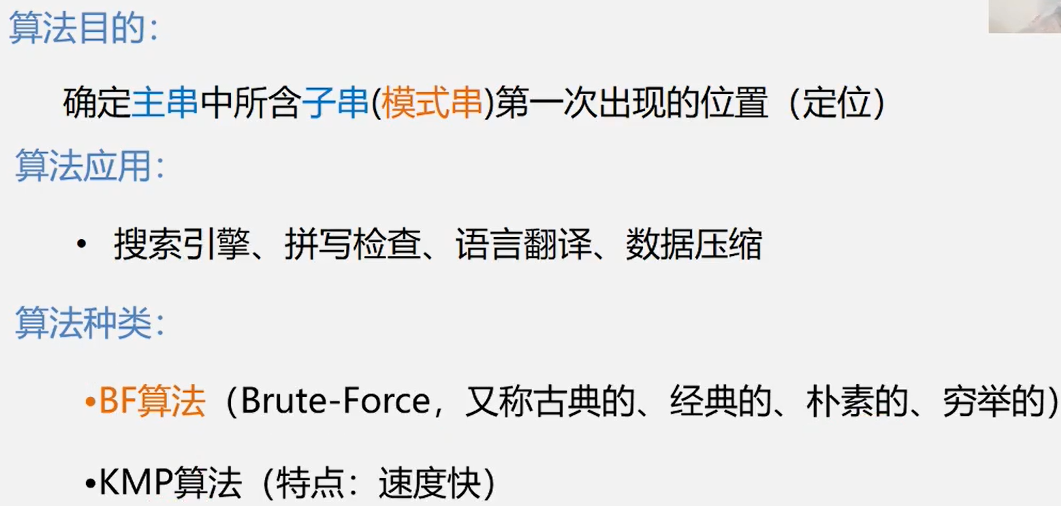 算法目的：
确定主串中所含子串(模式串)第一次出现的位置（定位）
算法应用：
• 搜索引擎、拼写检查、语言翻译、数据压缩
算法种类：
•BF算法（Brute-Force，又称古典的、经典的、朴素的、穷举的）
•KMP算法（特点：速度快）